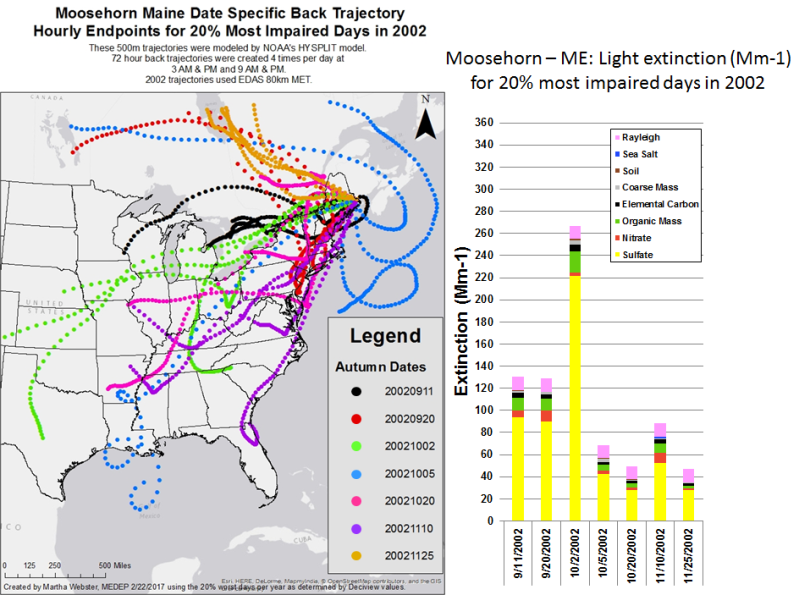 Moosehorn Maine Date Specific Back Trajectory
Hourly Endpoints for 20% Most Impaired Days in 2002
These 500m trajectories were modeled by NOAA's HYSPLIT model.
72 hour back trajectories were created 4 times per day at
3 AM & PM and 9 AM & PM.
2002 trajectories used EDAS 80km MET.
CANADA
N
UNITED
STATES
Mexico
CUBA
Legend
Autumn Dates
20020911
20020920
20021002
20021005
20021020
20021110
20021125
0 125 250 500 Miles
Esri, HERE, DeLorme, MapmyIndia, © OpenStreetMap contributors, and the GIS
Created by Martha Webster, MEDEP 2/22/2017 using the 20% worst days per year as determined by Deciview values.
Moosehorn – ME: Light extinction (Mm-1)
for 20% most impaired days in 2002
Extinction (Mm-1)
360
340
320
300
280
260
240
220
200
180
160
140
120
100
80
60
40
20
0
Rayleigh
Sea Salt
Soil
Coarse Mass
Elemental Carbon
Organic Mass
Nitrate
Sulfate
9/11/2002
9/20/2002
10/2/2002
10/5/2002
10/20/2002
11/10/2002
11/25/2002